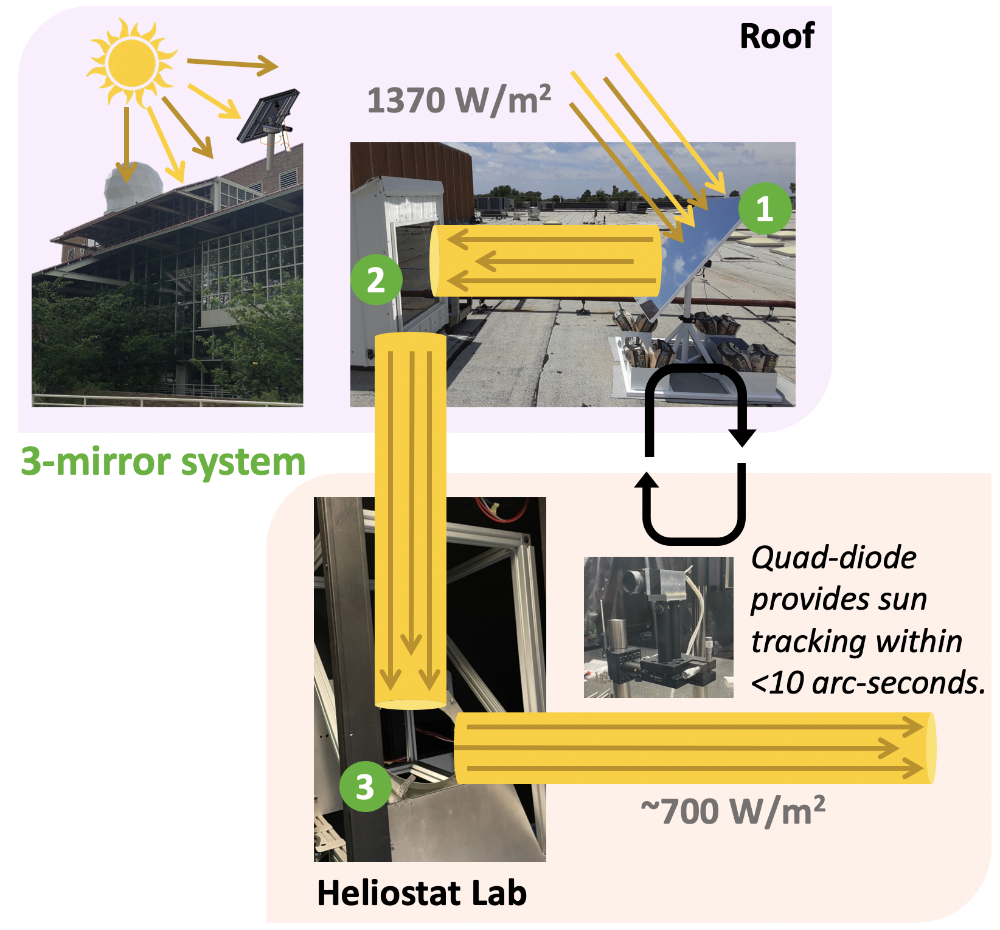 Roof
1370 W/m²
1
2
3-mirror system
Quad-diode
provides sun
tracking within
<10 arc-seconds.
3
~700 W/m²
Heliostat Lab